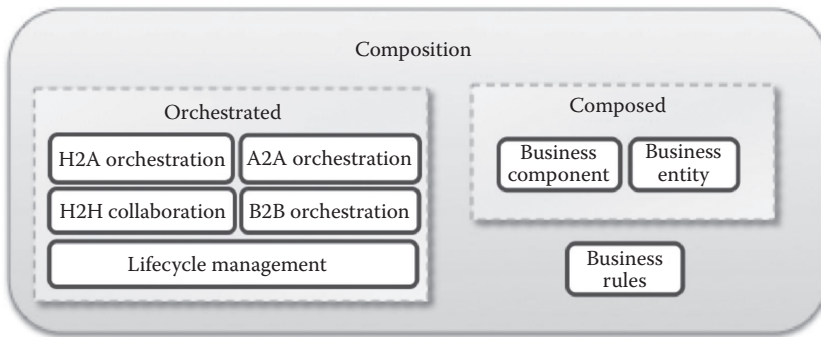 Composition
Orchestrated
H2A orchestration
A2A orchestration
H2H collaboration
B2B orchestration
Lifecycle management
Composed
Business
component
Business
entity
Business
rules